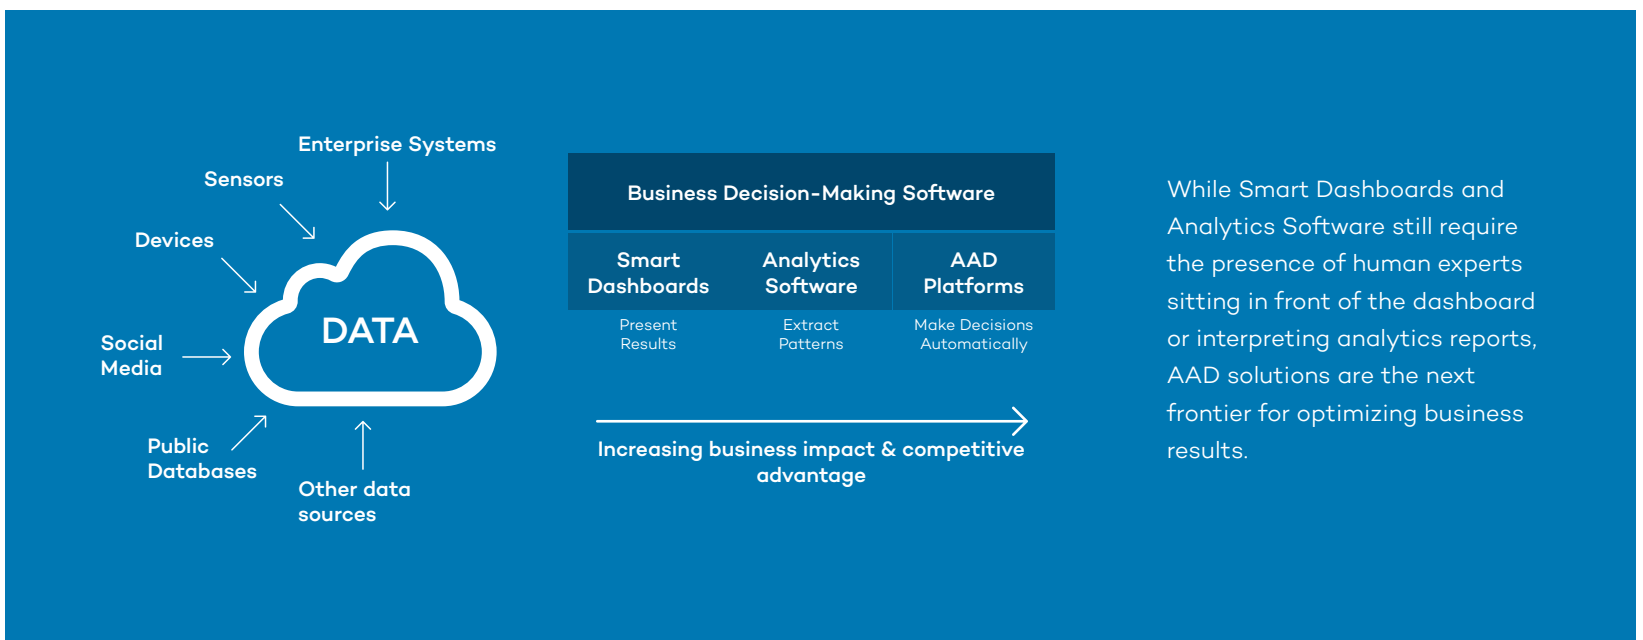 Enterprise Systems
Sensors
Devices
Social
Media
Public
Databases
Other data
sources
DATA
Business Decision-Making Software
Smart
Dashboards
Analytics
Software
AAD
Platforms
Present
Results
Extract
Patterns
Make Decisions
Automatically
Increasing business impact & competitive
advantage
While Smart Dashboards and
Analytics Software still require
the presence of human experts
sitting in front of the dashboard
or interpreting analytics reports,
AAD solutions are the next
frontier for optimizing business
results.